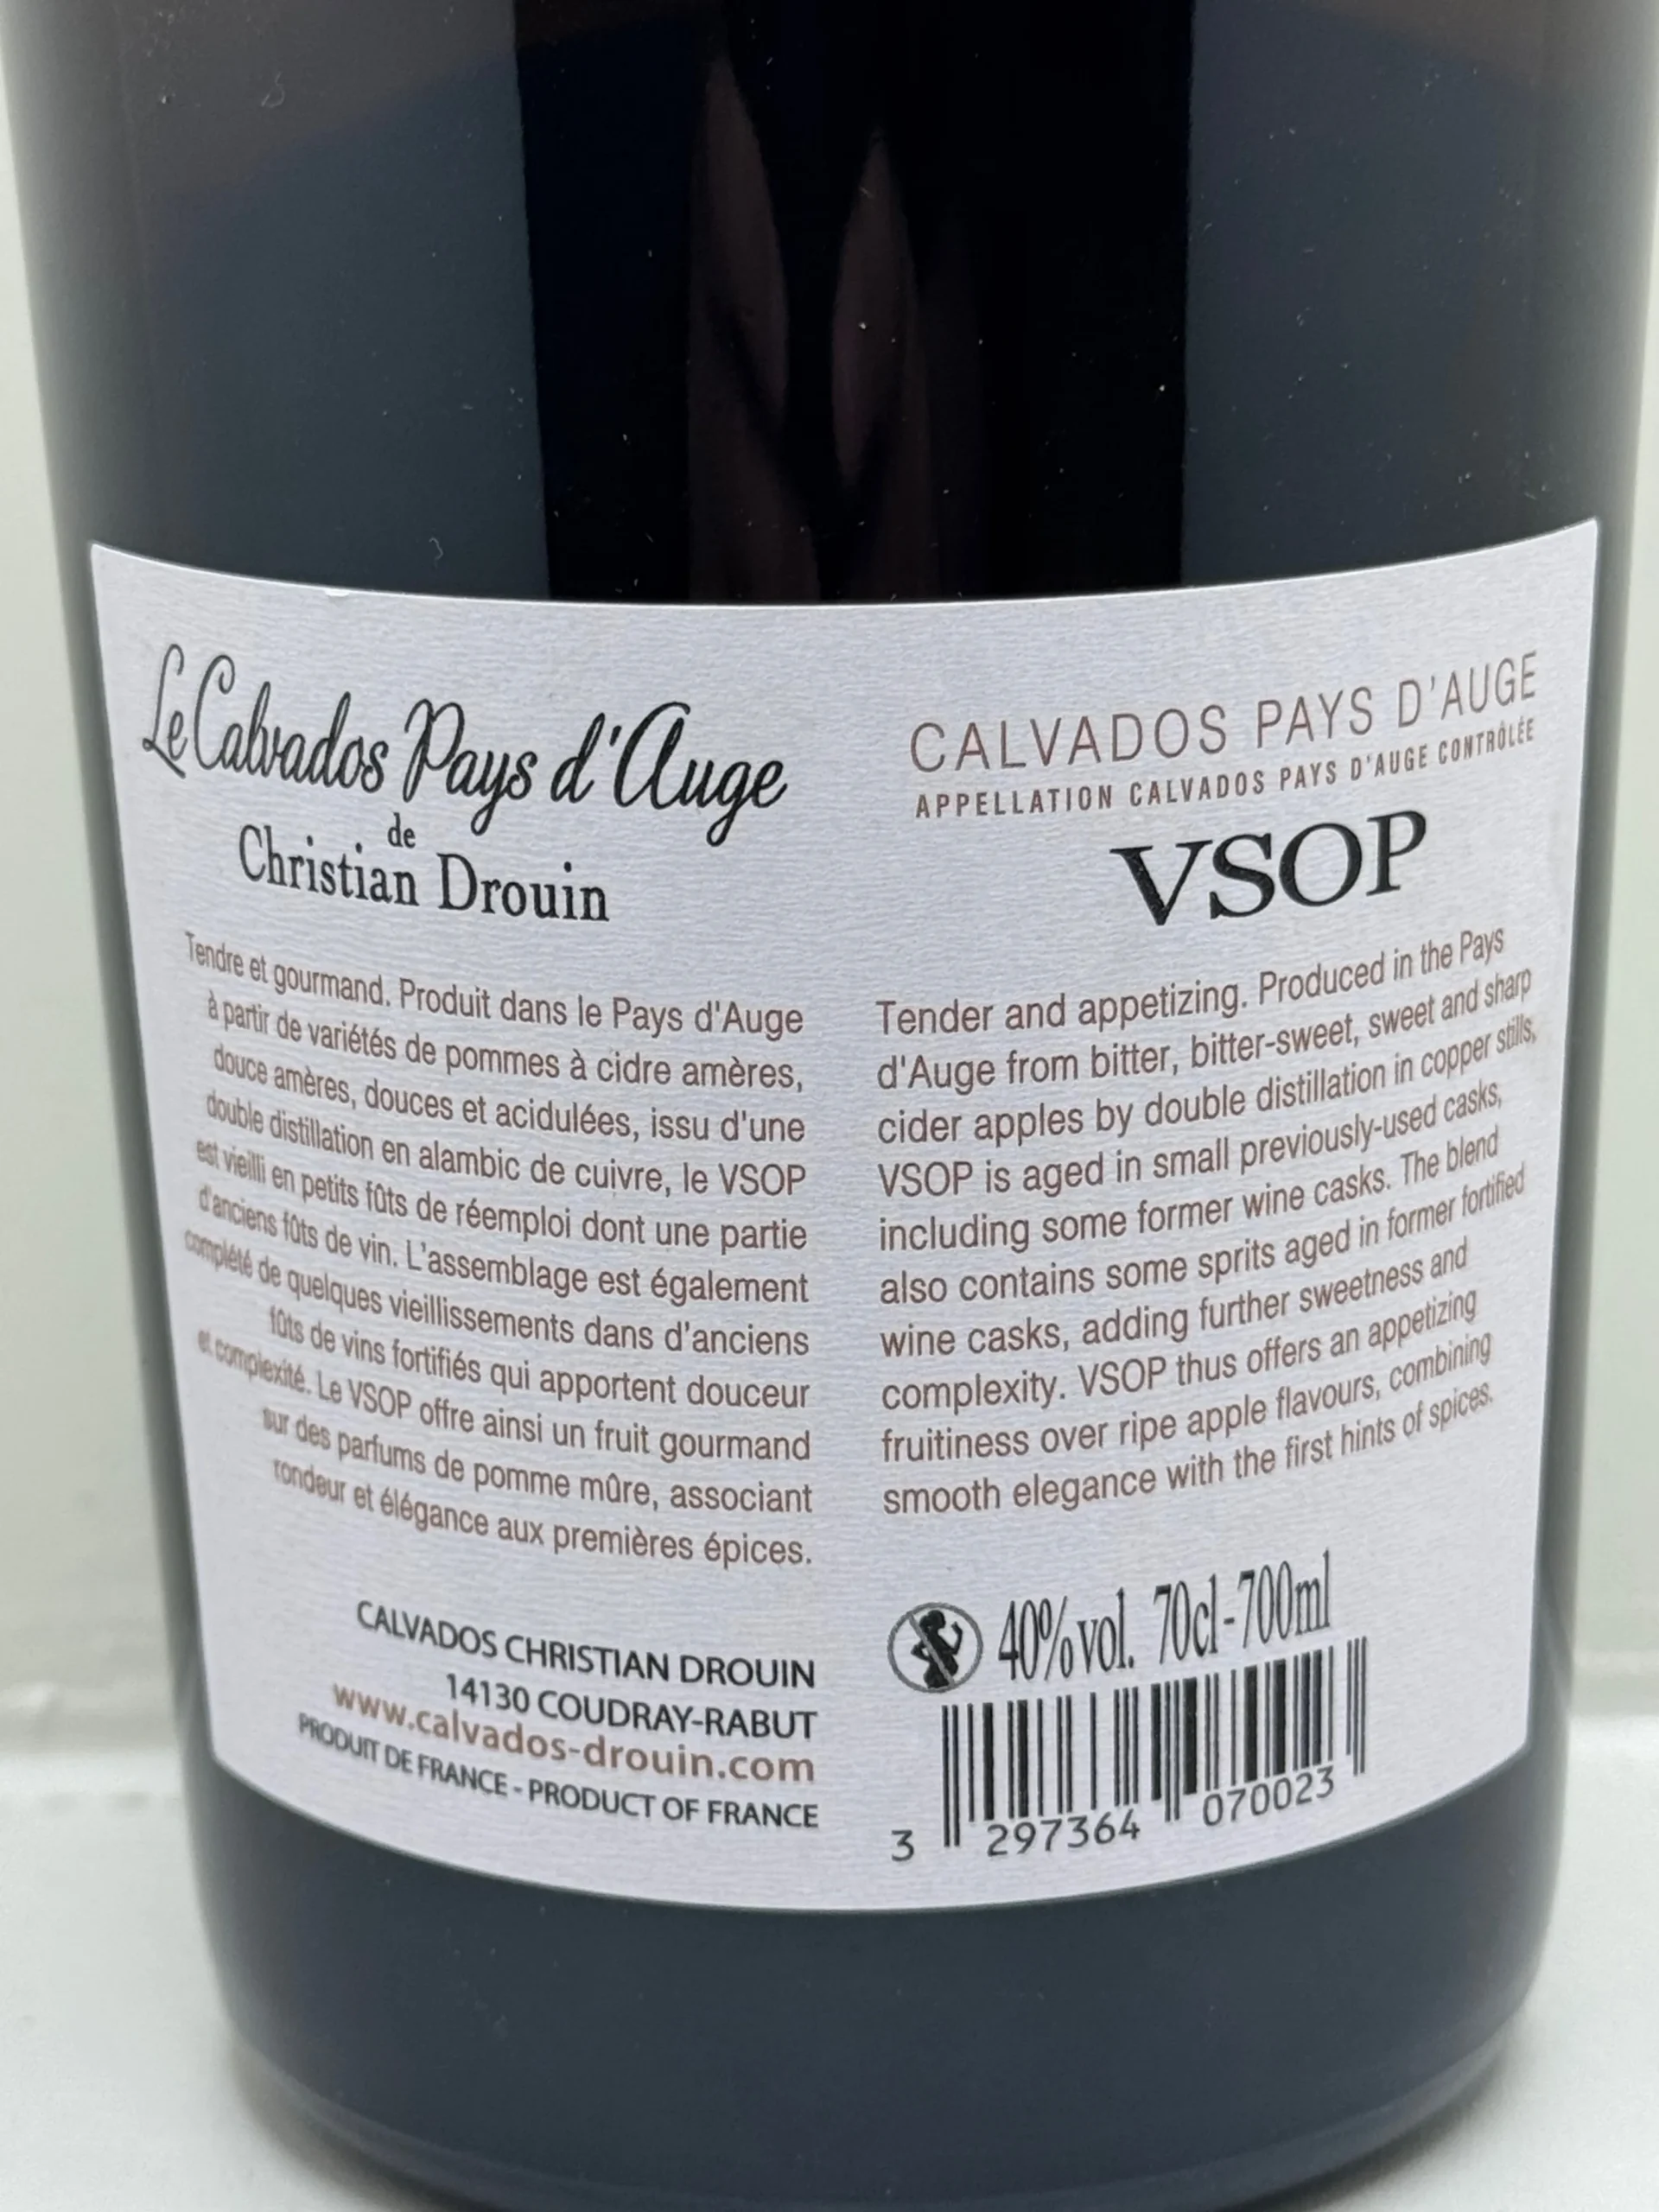 Le Calvados Pays d'Auge
de
Christian Drouin
Tendre et gourmand. Produit dans le Pays d'Auge
à partir de variétés de pommes à cidre amères,
douce amères, douces et acidulées, issu d'une
double distillation en alambic de cuivre, le VSOP
est vieilli en petits fûts de réemploi dont une partie
d'anciens fûts de vin. L'assemblage est également
complété de quelques vieillissements dans d'anciens
fûts de vins fortifiés qui apportent douceur
et complexité. Le VSOP offre ainsi un fruit gourmand
sur des parfums de pomme mûre, associant
rondeur et élégance aux premières épices.
CALVADOS CHRISTIAN DROUIN
14130 COUDRAY-RABUT
www.calvados-drouin.com
PRODUIT DE FRANCE - PRODUCT OF FRANCE
CALVADOS PAYS D'AUGE
APPELLATION CALVADOS PAYS D'AUGE CONTRÔLÉE
VSOP
Tender and appetizing. Produced in the Pays
d'Auge from bitter, bitter-sweet, sweet and sharp
cider apples by double distillation in copper stills,
VSOP is aged in small previously-used casks,
including some former wine casks. The blend
also contains some sprits aged in former fortified
wine casks, adding further sweetness and
complexity. VSOP thus offers an appetizing
fruitiness over ripe apple flavours, combining
smooth elegance with the first hints of spices.
40% vol. 70cl - 700ml
3 297364 070023